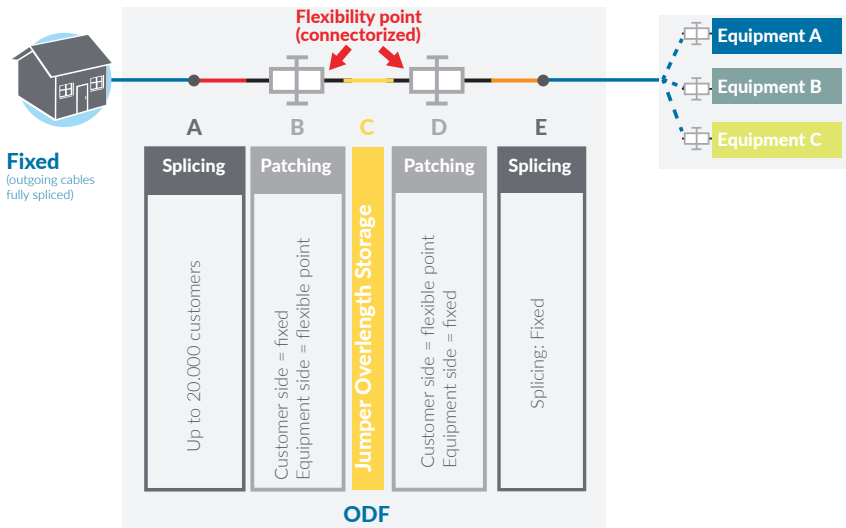 Flexibility point
(connectorized)
Equipment A
Equipment B
Equipment C
Fixed
(outgoing cables
fully spliced)
A
B
C
D
E
Splicing
Patching
Patching
Splicing
Up to 20.000 customers
Customer side = fixed
Equipment side = flexible point
Jumper Overlength Storage
Customer side = flexible point
Equipment side = fixed
Splicing: Fixed
ODF